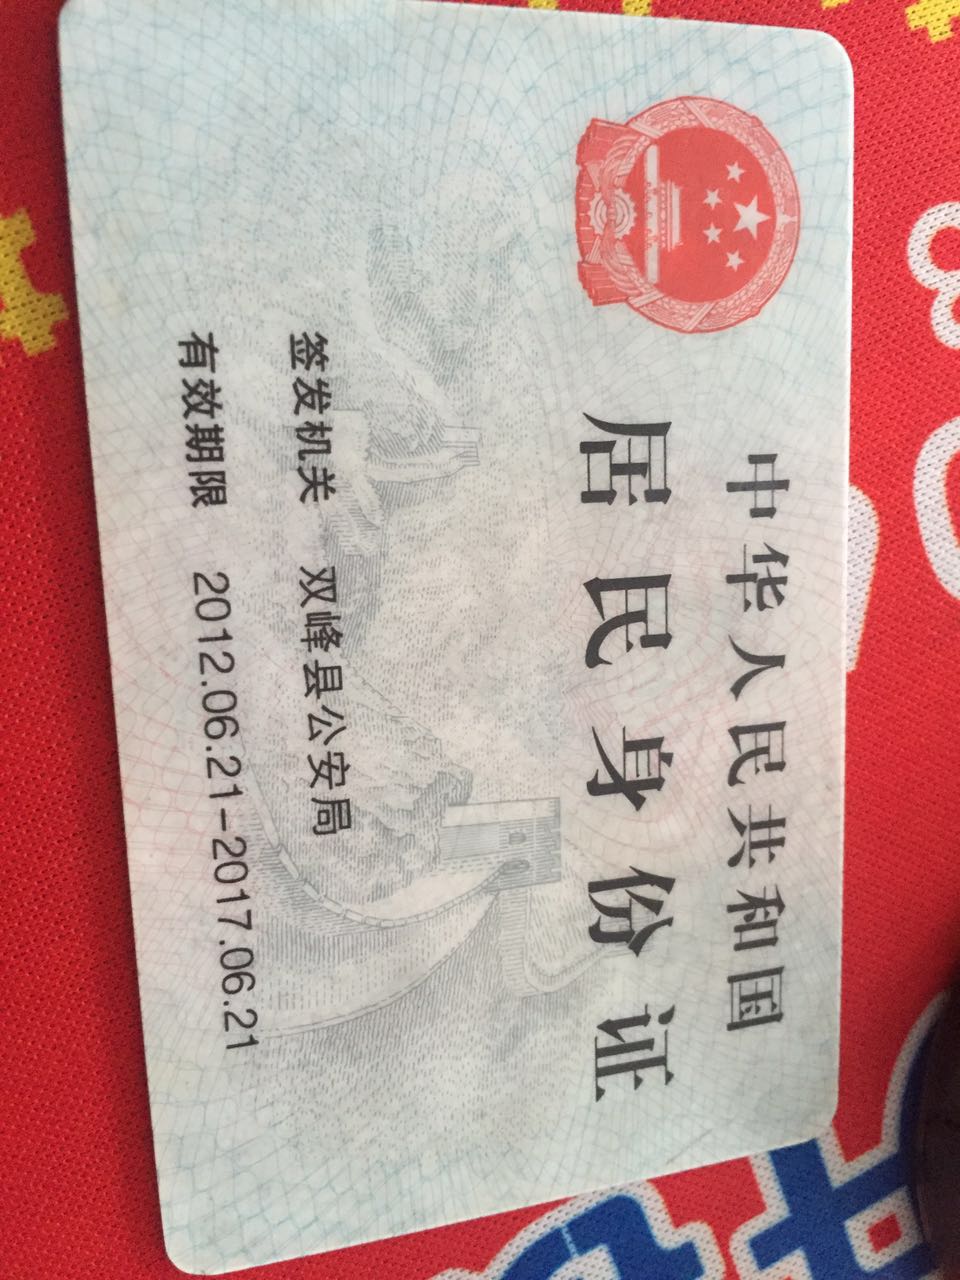 中华人民共和国
居民身份证
签发机关 双峰县公安局
有效期限 2012.06.21-2017.06.21